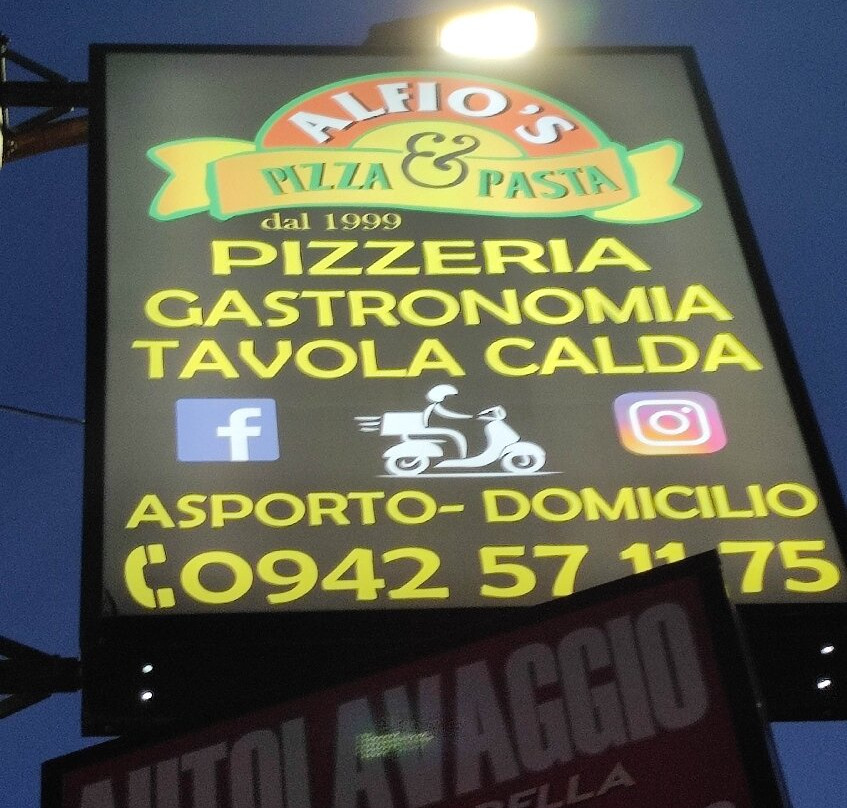 ALFIO'S
PIZZA & PASTA
dal 1999
PIZZERIA
GASTRONOMIA
TAVOLA CALDA
f
ASPORTO- DOMICILIO
0942 57 11 75
AUTOLAVAGGIO